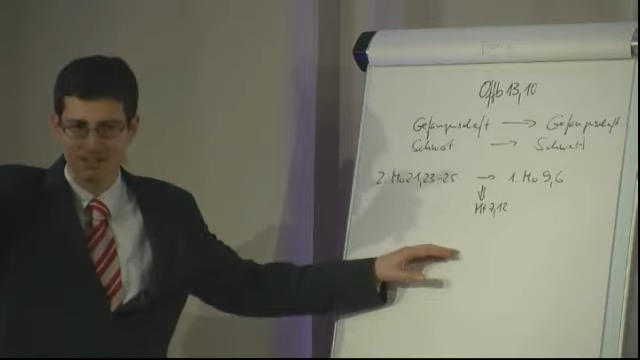 Offb 13,10
Gefangenschaft → Gefangenschaft
Schwert → Schwert
2. Mo 21,23-25 → 1. Mo 9,6
⇓
Mt 7,12